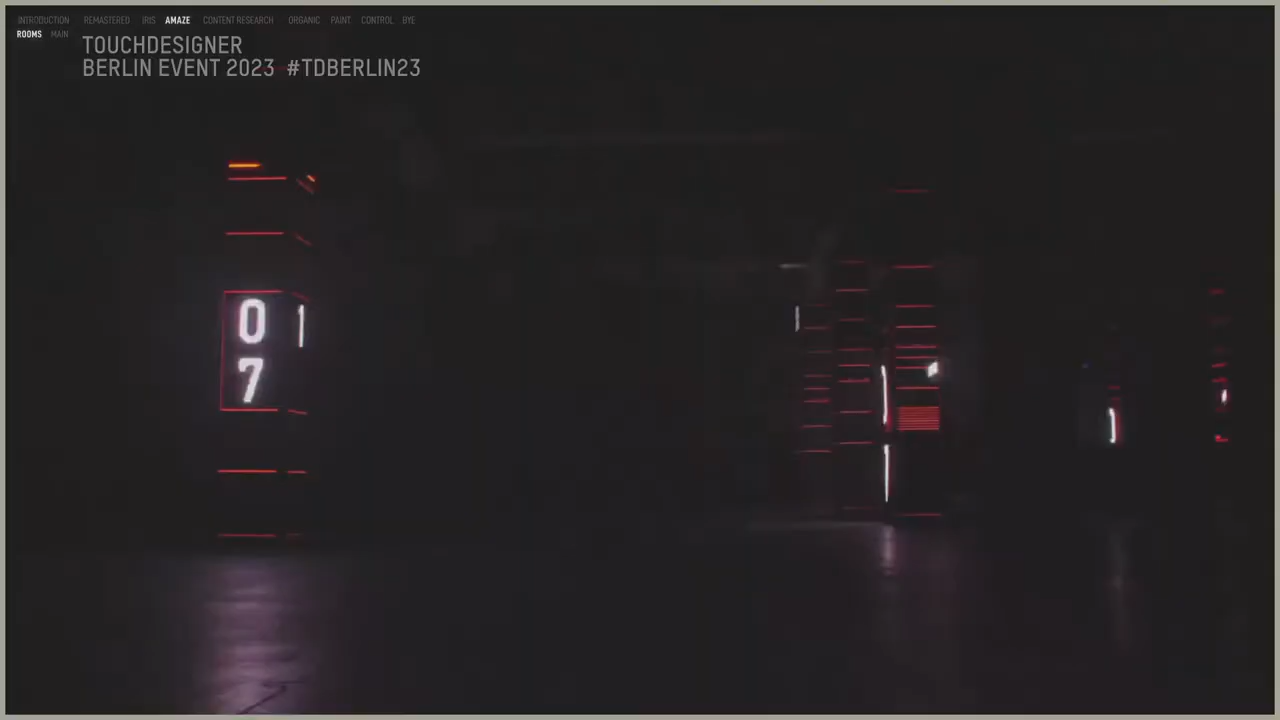 INTRODUCTION REMASTERED IRIS AMAZE CONTENT RESEARCH ORGANIC PAINT CONTROL BYE
ROOMS MAIN
TOUCHDESIGNER
BERLIN EVENT 2023 #TDBERLIN23
0 1
7